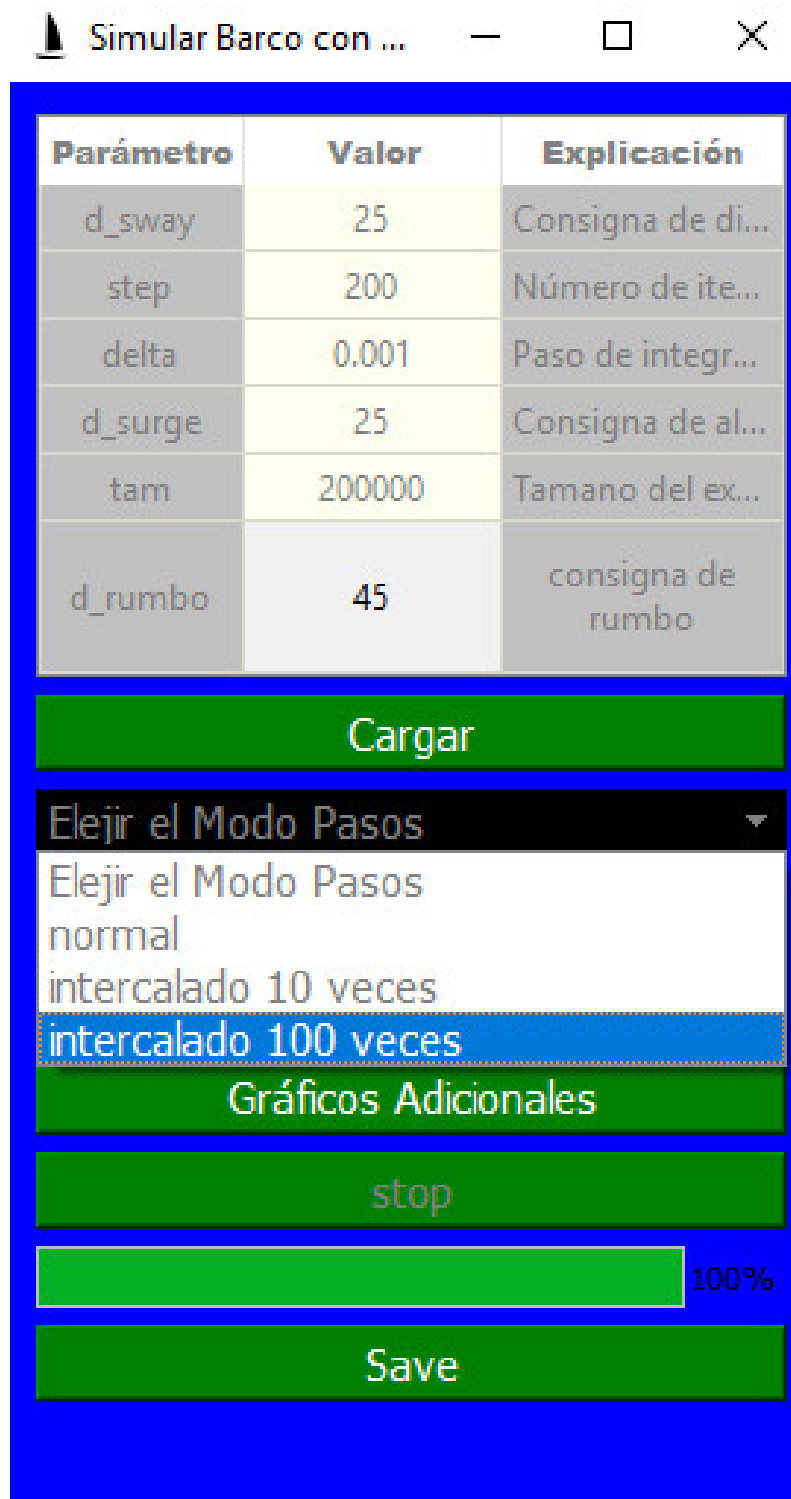 Simular Barco con ...
Parámetro Valor Explicación
d_sway 25 Consigna de di...
step 200 Número de ite...
delta 0.001 Paso de integr...
d_surge 25 Consigna de al...
tam 200000 Tamano del ex...
d_rumbo 45 consigna de
rumbo
Cargar
Elejir el Modo Pasos
Elejir el Modo Pasos
normal
intercalado 10 veces
intercalado 100 veces
Gráficos Adicionales
stop
100%
Save